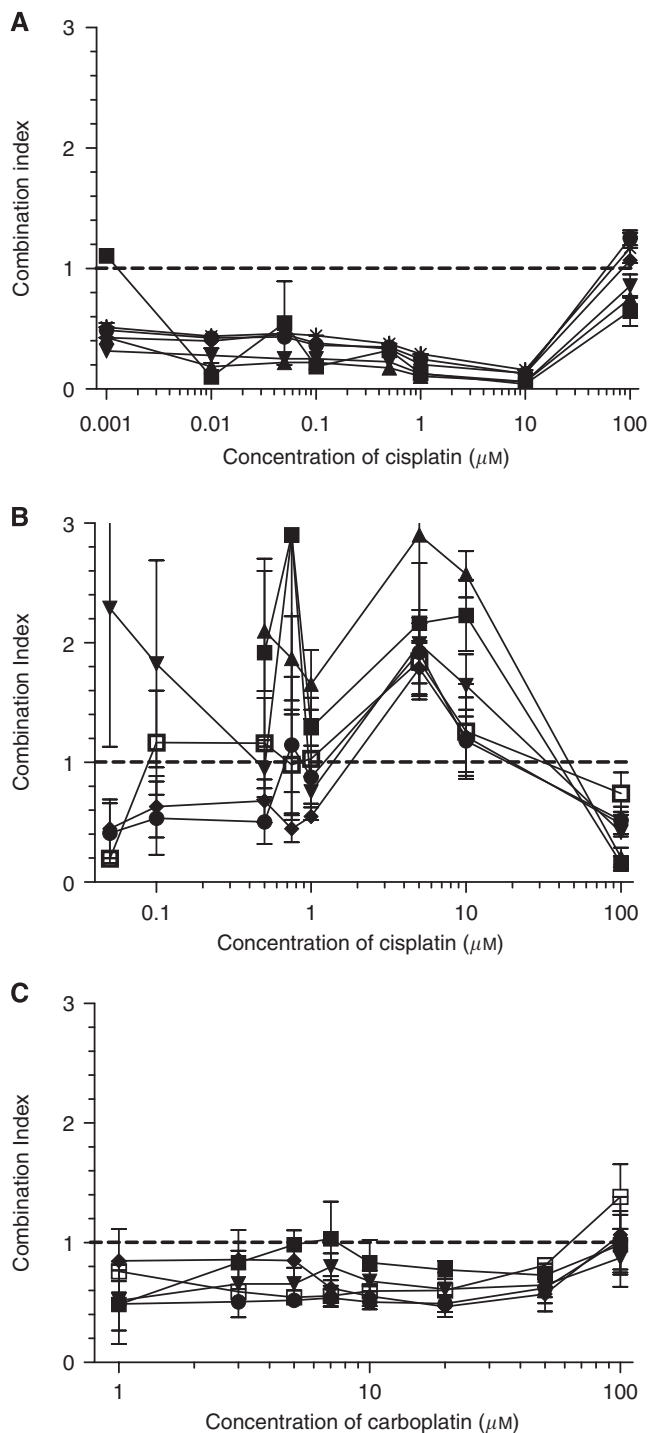 A
3
2
1
0
Combination index
0.001 0.01 0.1 1 10 100
Concentration of cisplatin (μM)
B
3
2
1
0
Combination Index
0.1 1 10 100
Concentration of cisplatin (μM)
C
3
2
1
0
Combination Index
1 10 100
Concentration of carboplatin (μM)